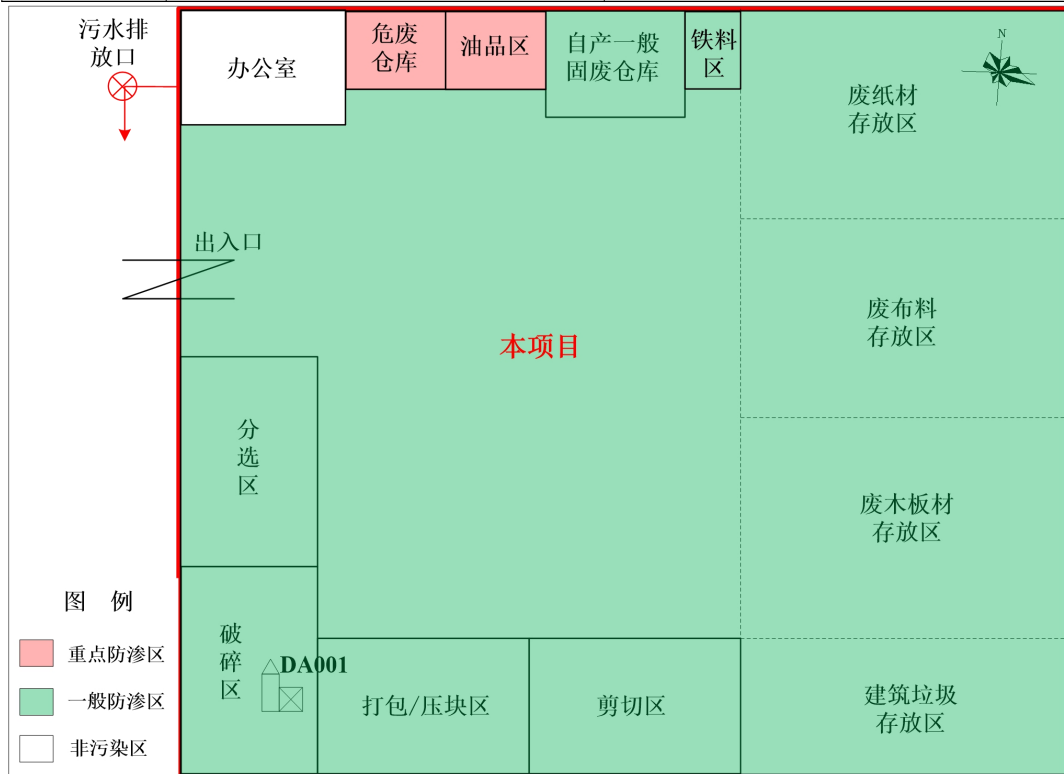 污水排
放口
办公室
危废
仓库
油品区
自产一般
固废仓库
铁料
区
N
废纸材
存放区
出入口
废布料
存放区
本项目
分
选
区
废木板材
存放区
图 例
重点防渗区
一般防渗区
非污染区
破
碎
区
DA001
打包/压块区
剪切区
建筑垃圾
存放区